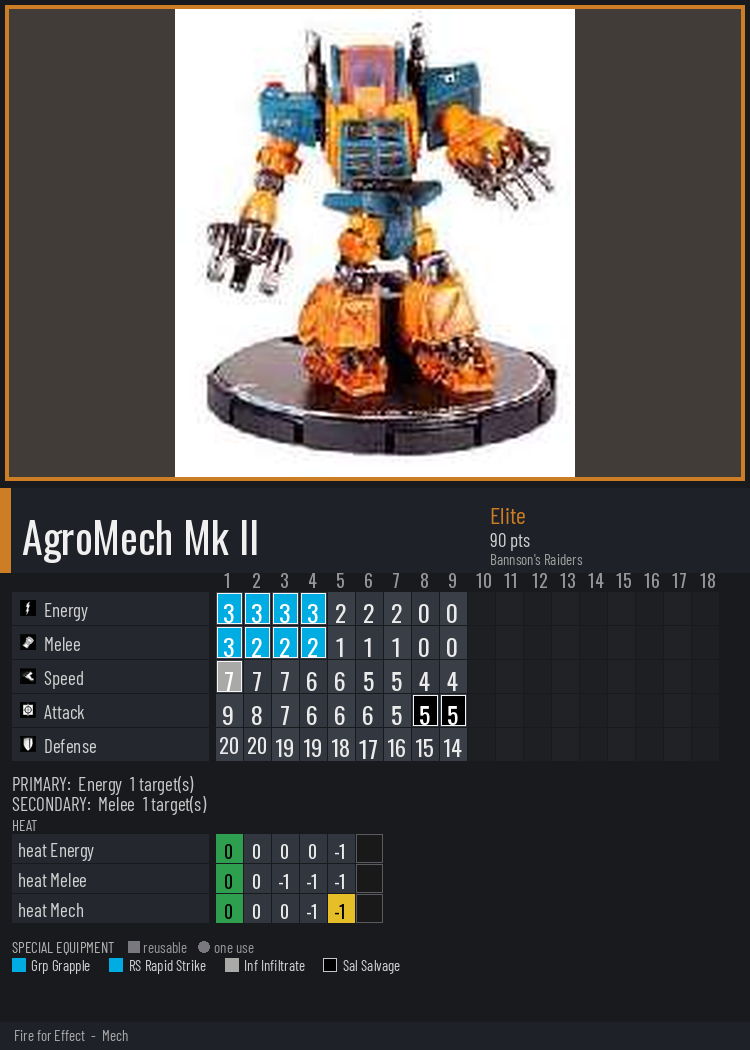 AgroMech Mk II
Elite
90 pts
Bannson's Raiders
1 2 3 4 5 6 7 8 9 10 11 12 13 14 15 16 17 18
Energy 3 3 3 3 2 2 2 0 0
Melee 3 2 2 2 1 1 1 0 0
Speed 7 7 7 6 6 5 5 4 4
Attack 9 8 7 6 6 6 5 5 5
Defense 20 20 19 19 18 17 16 15 14
PRIMARY: Energy 1 target(s)
SECONDARY: Melee 1 target(s)
HEAT
heat Energy 0 0 0 0 -1
heat Melee 0 0 -1 -1 -1
heat Mech 0 0 0 -1 -1
SPECIAL EQUIPMENT reusable one use
Grp Grapple RS Rapid Strike Inf Infiltrate Sal Salvage
Fire for Effect - Mech